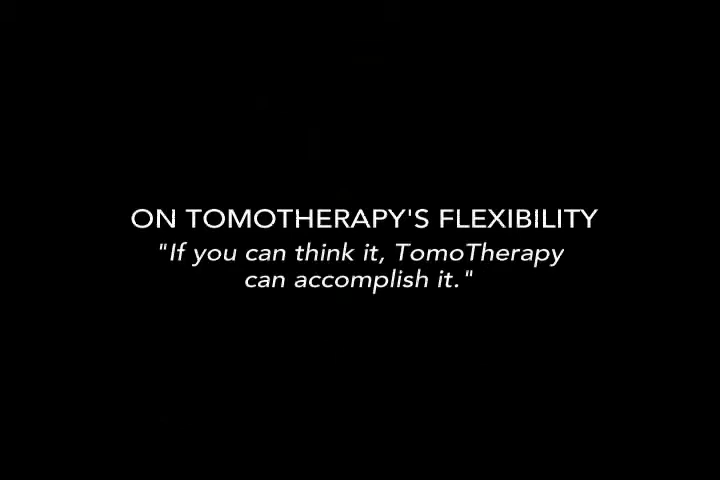 ON TOMOTHERAPY'S FLEXIBILITY
"If you can think it, TomoTherapy
can accomplish it."